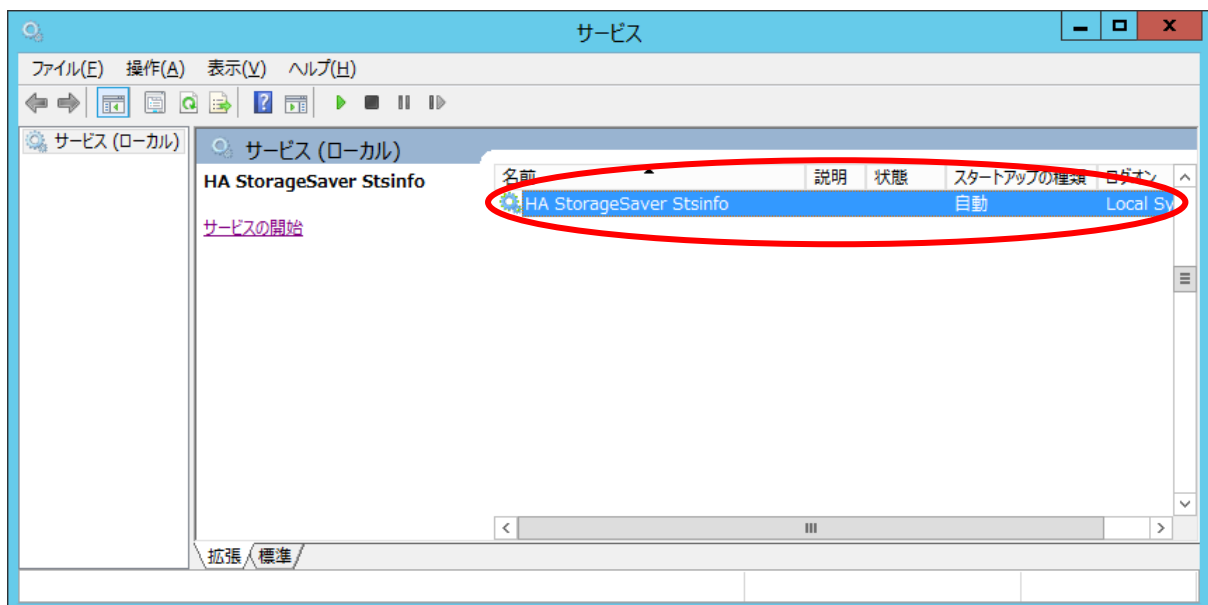 サービス
ファイル(F) 操作(A) 表示(V) ヘルプ(H)
サービス (ローカル)
サービス (ローカル)
HA StorageSaver Stsinfo
サービスの開始
名前 説明 状態 スタートアップの種類 ログオン
HA StorageSaver Stsinfo 自動 Local Sy
拡張 標準